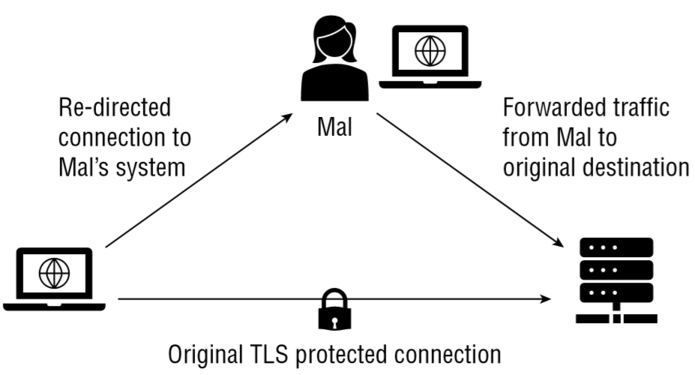 Re-directed
connection to
Mal's system
Mal
Forwarded traffic
from Mal to
original destination
Original TLS protected connection